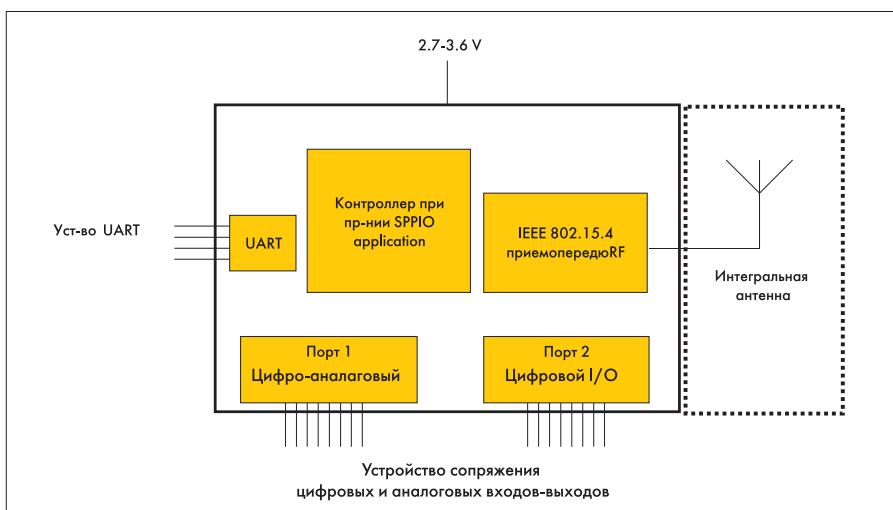 2.7-3.6 V
Контроллер при
пр-нии SPPIO
application
Уст-во UART
UART
IEEE 802.15.4
приемопередюRF
Интегральная
антенна
Порт 1
Цифро-аналаговый
Порт 2
Цифровой I/O
Устройство сопряжения
цифровых и аналоговых входов-выходов